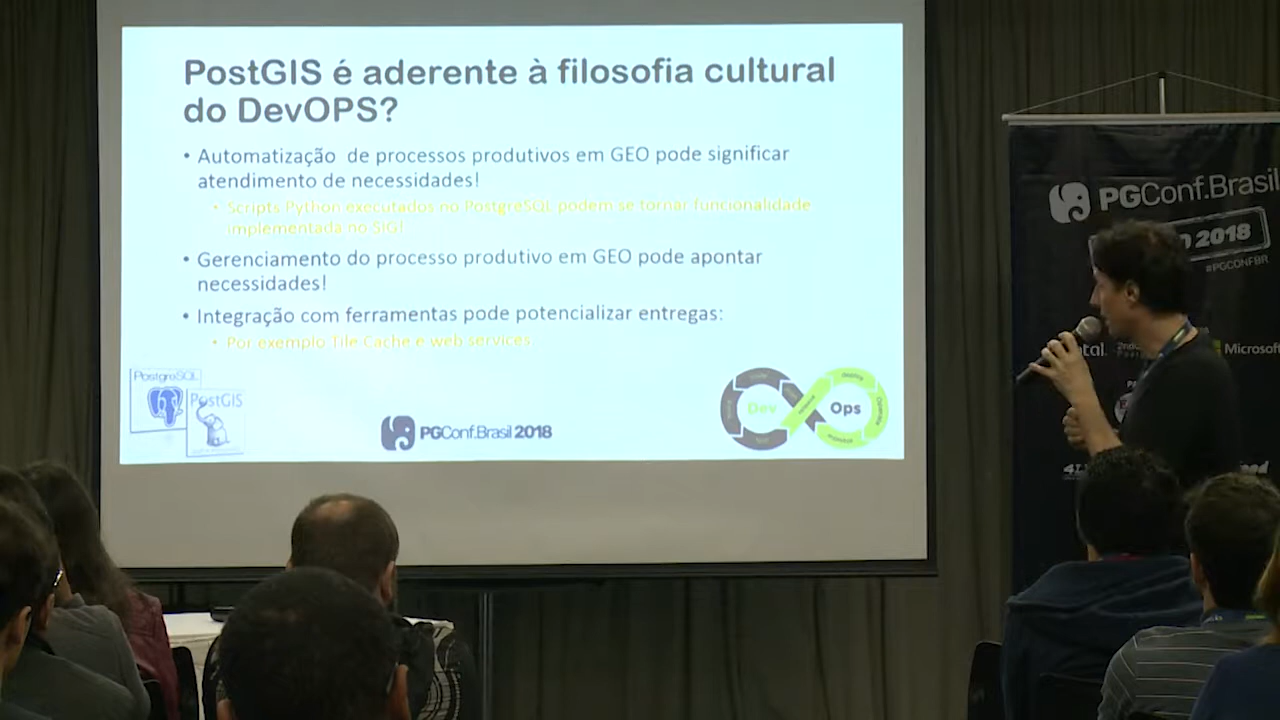 PostGIS é aderente à filosofia cultural
do DevOPS?
• Automatização de processos produtivos em GEO pode significar
atendimento de necessidades!
• Scripts Python executados no PostgreSQL podem se tornar funcionalidade
implementada no SIG!
• Gerenciamento do processo produtivo em GEO pode apontar
necessidades!
• Integração com ferramentas pode potencializar entregas:
• Por exemplo Tile Cache e web services
PostgreSQL
PostGIS
PGConf.Brasil 2018
Dev
Ops
PGConf.Brasil
2018
#PGCONFBR
Microsoft